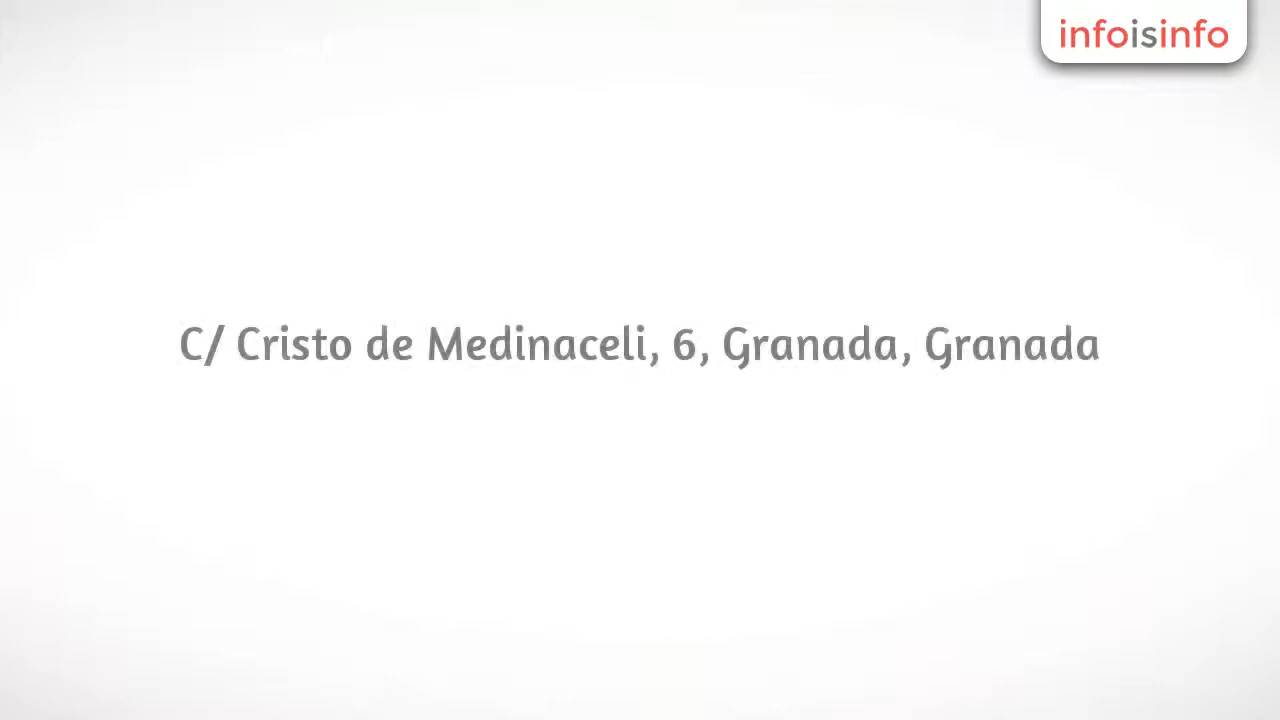 infoisinfo
C/ Cristo de Medinaceli, 6, Granada, Granada